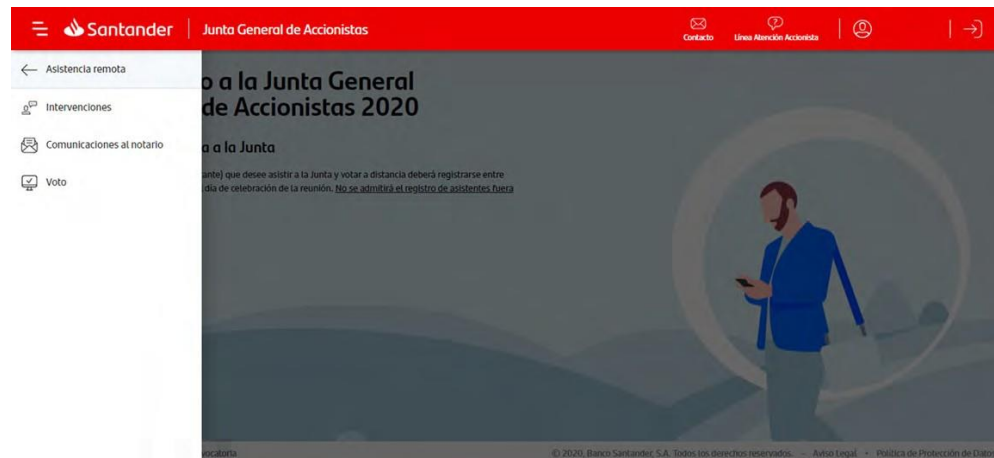 Santander
Junta General de Accionistas
Contacto
Línea Atención Accionista
Asistencia remota
Intervenciones
Comunicaciones al notario
Voto
o a la Junta General
de Accionistas 2020
a a la Junta
ante) que desee asistir a la Junta y votar a distancia deberá registrarse entre
día de celebración de la reunión. No se admitirá el registro de asistentes fuera
vocatoria
© 2020, Banco Santander, S.A. Todos los derechos reservados. - Aviso Legal • Política de Protección de Datos